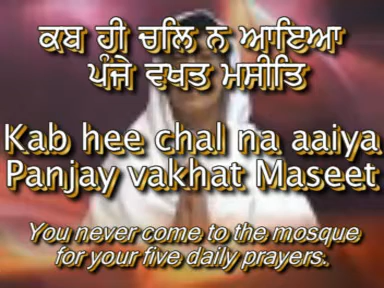 ਕਬ ਹੀ ਚਲਿ ਨ ਆਇਆ
ਪੰਜੇ ਵਖਤ ਮਸੀਤਿ
Kab hee chal na aaiya
Panjay vakhat Maseet
You never come to the mosque
for your five daily prayers.